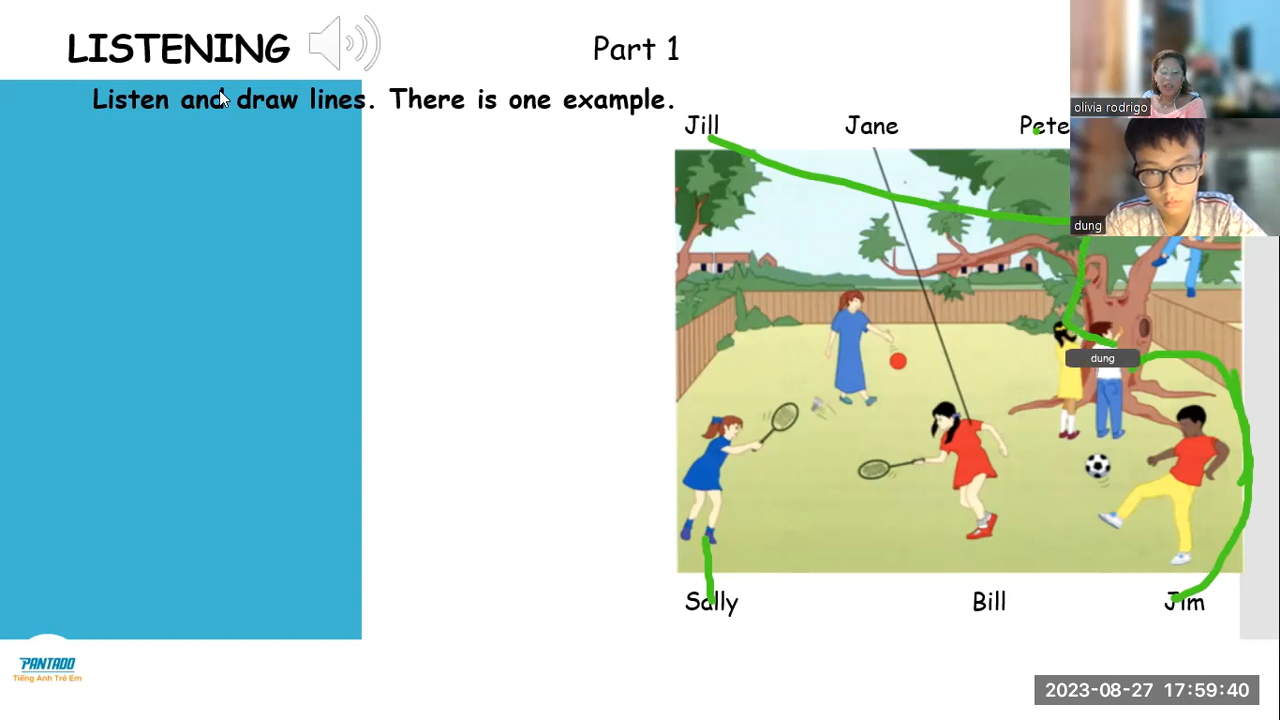 LISTENING
Part 1
Listen and draw lines. There is one example.
olivia rodrigo
Jill Jane Pete
dung
dung
Sally Bill Jim
PANTADO
Tiếng Anh Trẻ Em
2023-08-27 17:59:40